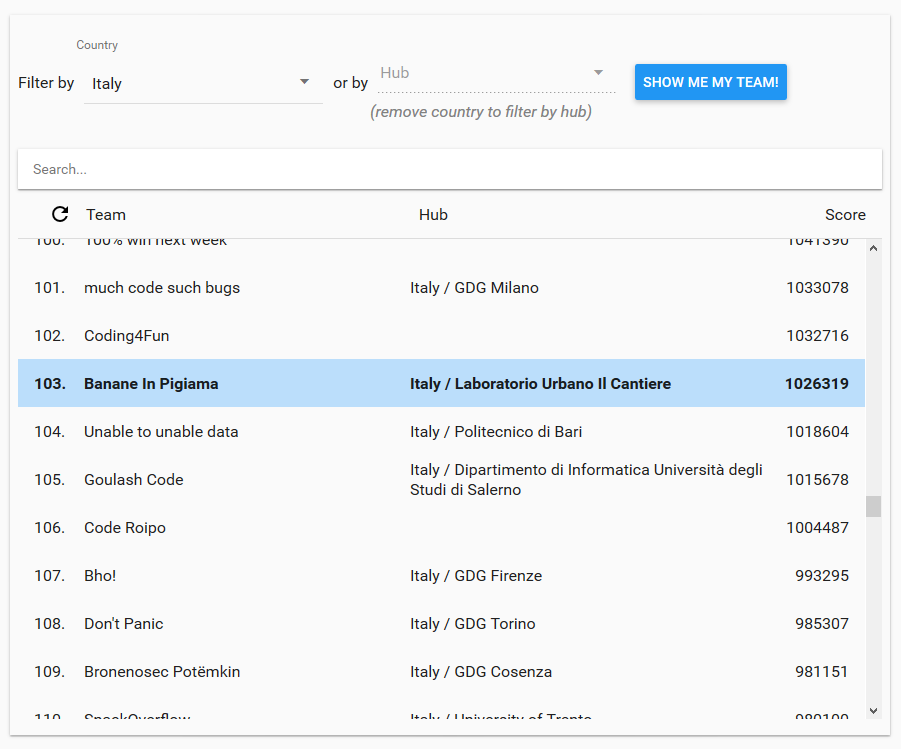 Country
Filter by Italy or by Hub SHOW ME MY TEAM!
(remove country to filter by hub)
Search...
Team Hub Score
100. 100% win next week 1041390
101. much code such bugs Italy / GDG Milano 1033078
102. Coding4Fun 1032716
103. Banane In Pigiama Italy / Laboratorio Urbano Il Cantiere 1026319
104. Unable to unable data Italy / Politecnico di Bari 1018604
105. Goulash Code Italy / Dipartimento di Informatica Università degli Studi di Salerno 1015678
106. Code Roipo 1004487
107. Bho! Italy / GDG Firenze 993295
108. Don't Panic Italy / GDG Torino 985307
109. Bronenosec Potëmkin Italy / GDG Cosenza 981151
110. Italy / University of Trento